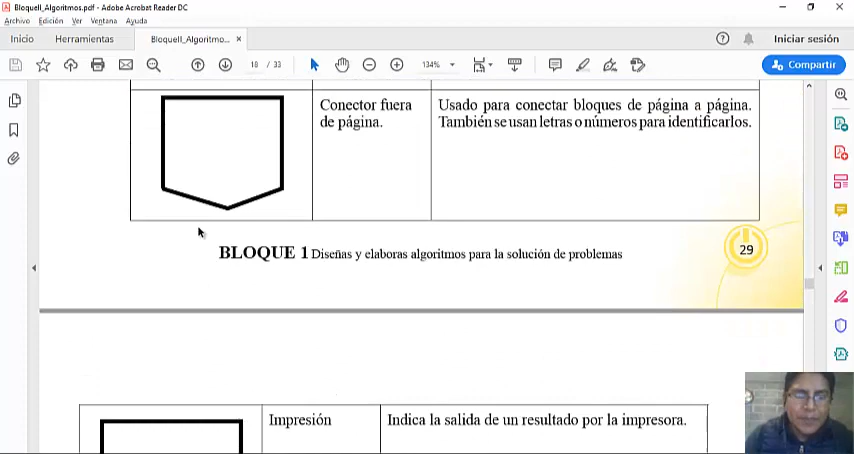 BloqueII_Algoritmos.pdf - Adobe Acrobat Reader DC
Archivo Edición Ver Ventana Ayuda
Inicio Herramientas BloqueII_Algoritmo... × Iniciar sesión
18 / 33 134% Compartir
Conector fuera de página.
Usado para conectar bloques de página a página.
También se usan letras o números para identificarlos.
BLOQUE 1 Diseñas y elaboras algoritmos para la solución de problemas
29
Impresión
Indica la salida de un resultado por la impresora.